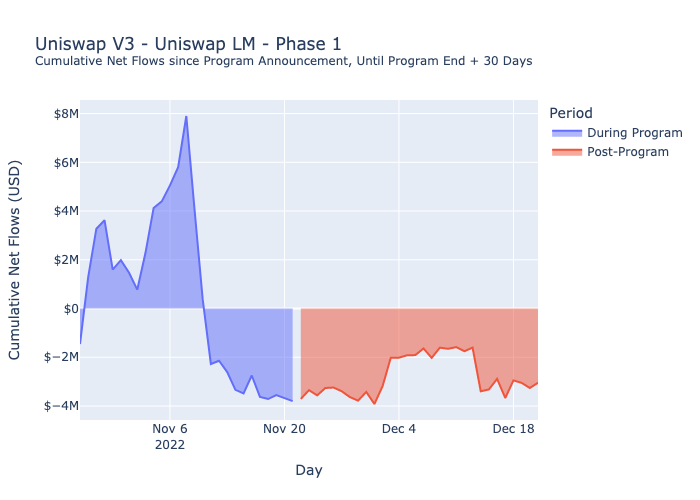 Uniswap V3 - Uniswap LM - Phase 1
Cumulative Net Flows since Program Announcement, Until Program End + 30 Days
Period
During Program
Post-Program
Cumulative Net Flows (USD)
$8M
$6M
$4M
$2M
$0
$−2M
$−4M
Nov 6
2022
Nov 20
Dec 4
Dec 18
Day